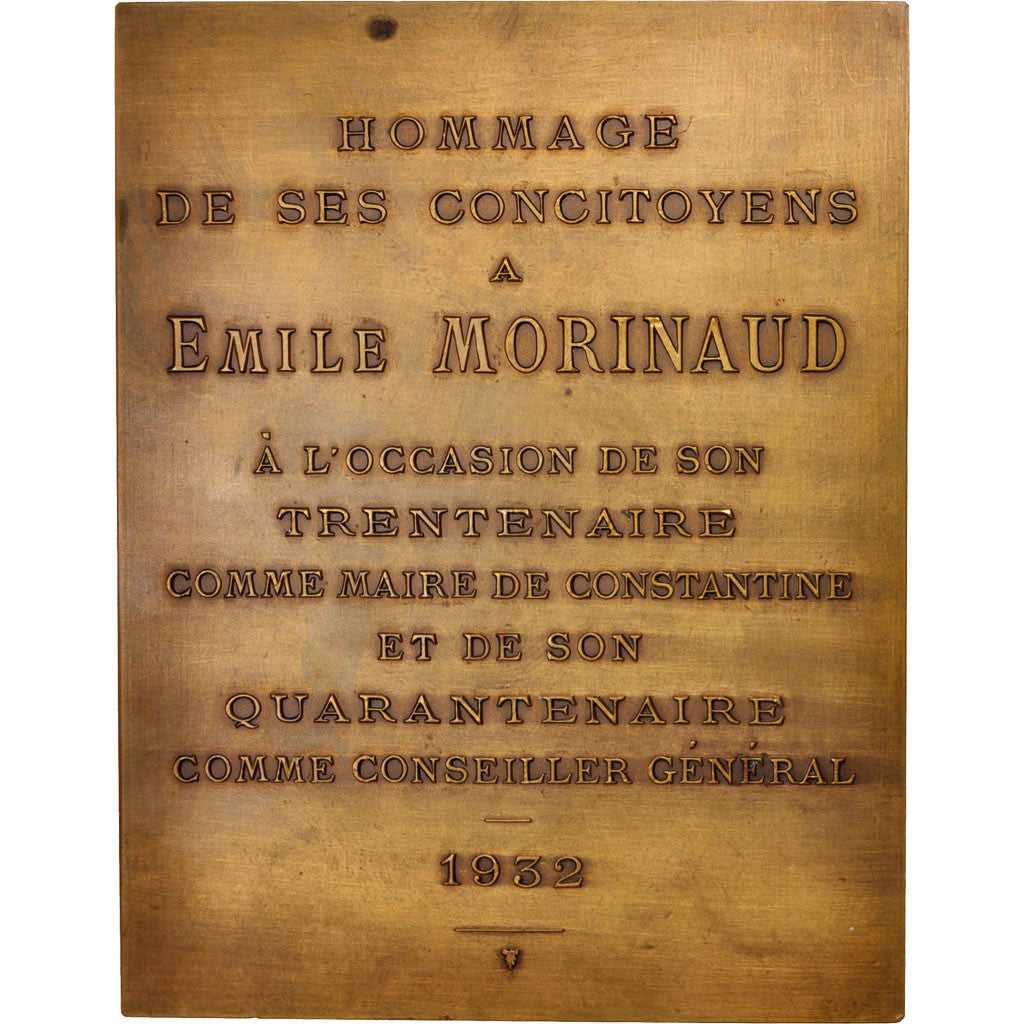 HOMMAGE
DE SES CONCITOYENS
A
EMILE MORINAUD
À L'OCCASION DE SON
TRENTENAIRE
COMME MAIRE DE CONSTANTINE
ET DE SON
QUARANTENAIRE
COMME CONSEILLER GÉNÉRAL
1932